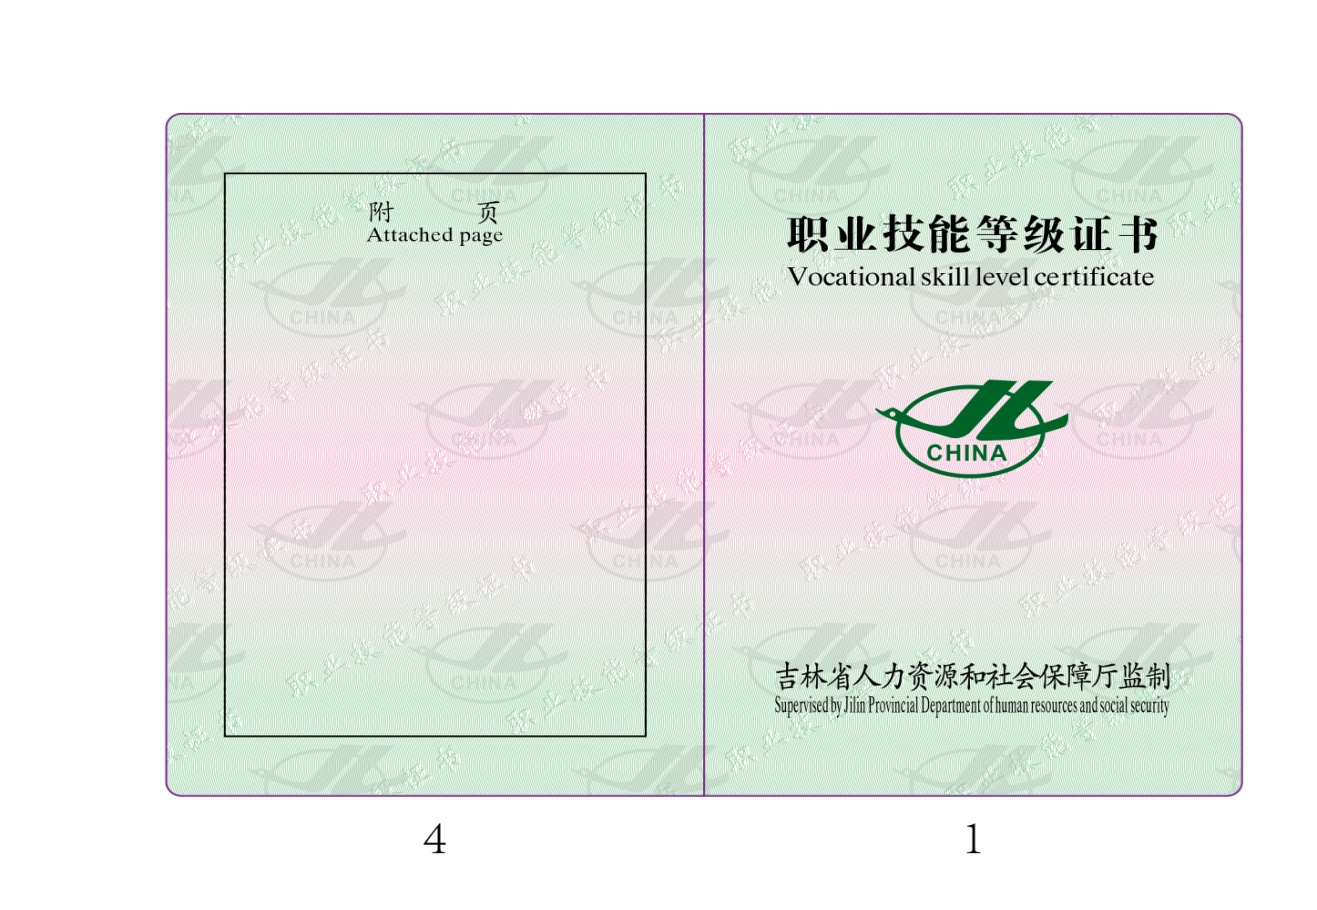 附 页
Attached page
职业技能等级证书
Vocational skill level certificate
CHINA
吉林省人力资源和社会保障厅监制
Supervised by Jilin Provincial Department of human resources and social security
4
1